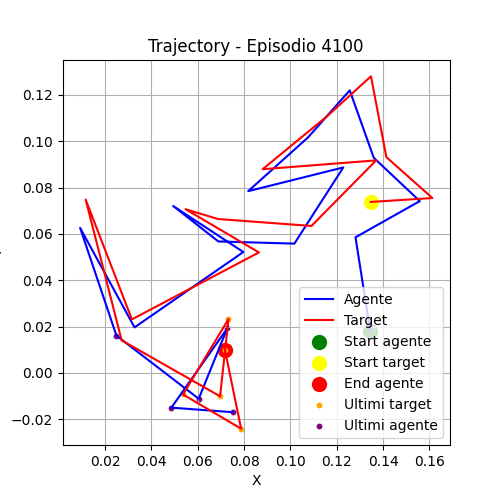 Trajectory - Episodio 4100
0.12
0.10
0.08
0.06
0.04
0.02
0.00
−0.02
Agente
Target
Start agente
Start target
End agente
Ultimi target
Ultimi agente
0.02 0.04 0.06 0.08 0.10 0.12 0.14 0.16
X